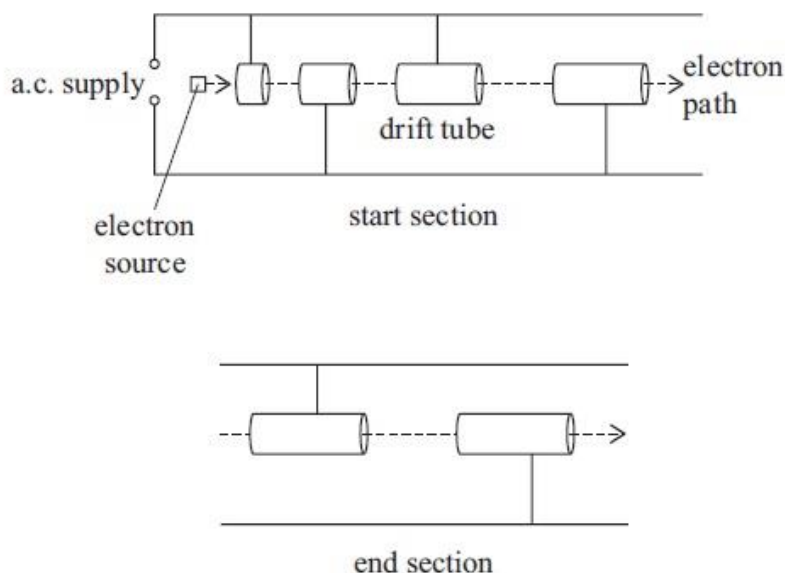 a.c. supply
electron
path
drift tube
electron
source
start section
end section